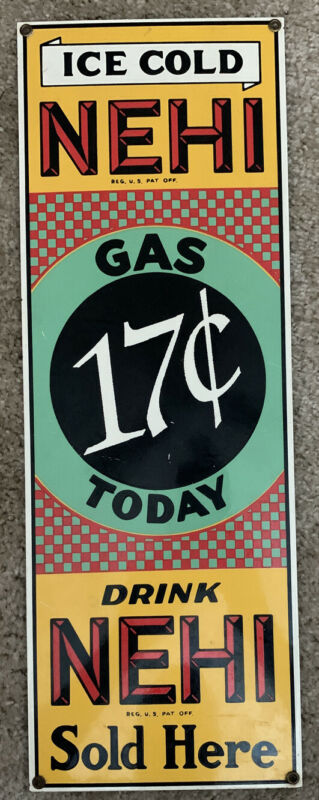 ICE COLD
NEHI
REG. U.S. PAT OFF.
GAS
17¢
TODAY
DRINK
NEHI
REG. U.S. PAT OFF.
Sold Here